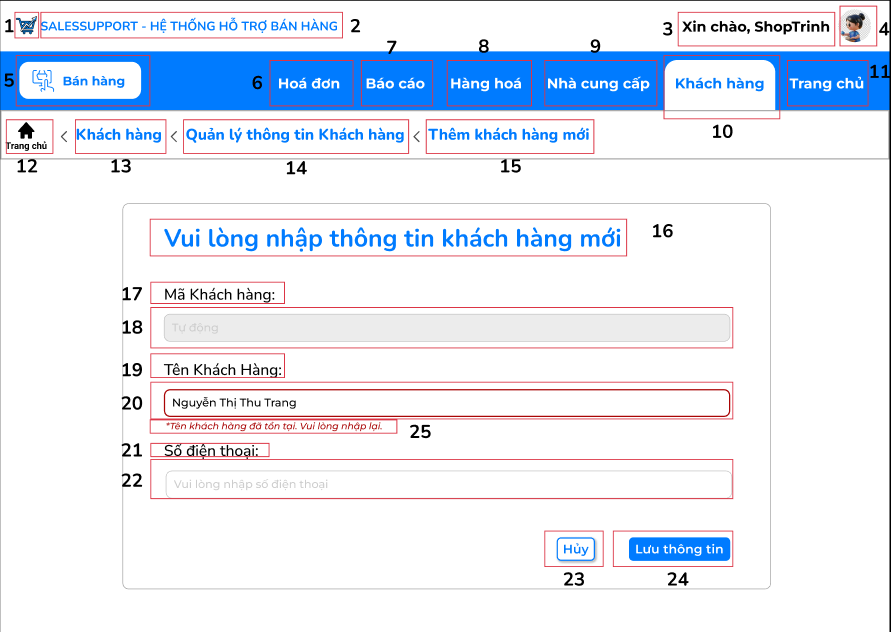 1 SALESSUPPORT - HỆ THỐNG HỖ TRỢ BÁN HÀNG 2
3 Xin chào, ShopTrinh 4
7 8 9
5 Bán hàng 6 Hoá đơn Báo cáo Hàng hoá Nhà cung cấp Khách hàng Trang chủ 11
10
Trang chủ < Khách hàng < Quản lý thông tin Khách hàng < Thêm khách hàng mới
12 13 14 15
Vui lòng nhập thông tin khách hàng mới 16
17 Mã Khách hàng:
18 Tự động
19 Tên Khách Hàng:
20 Nguyễn Thị Thu Trang
*Tên khách hàng đã tồn tại. Vui lòng nhập lại. 25
21 Số điện thoại:
22 Vui lòng nhập số điện thoại
Hủy Lưu thông tin
23 24